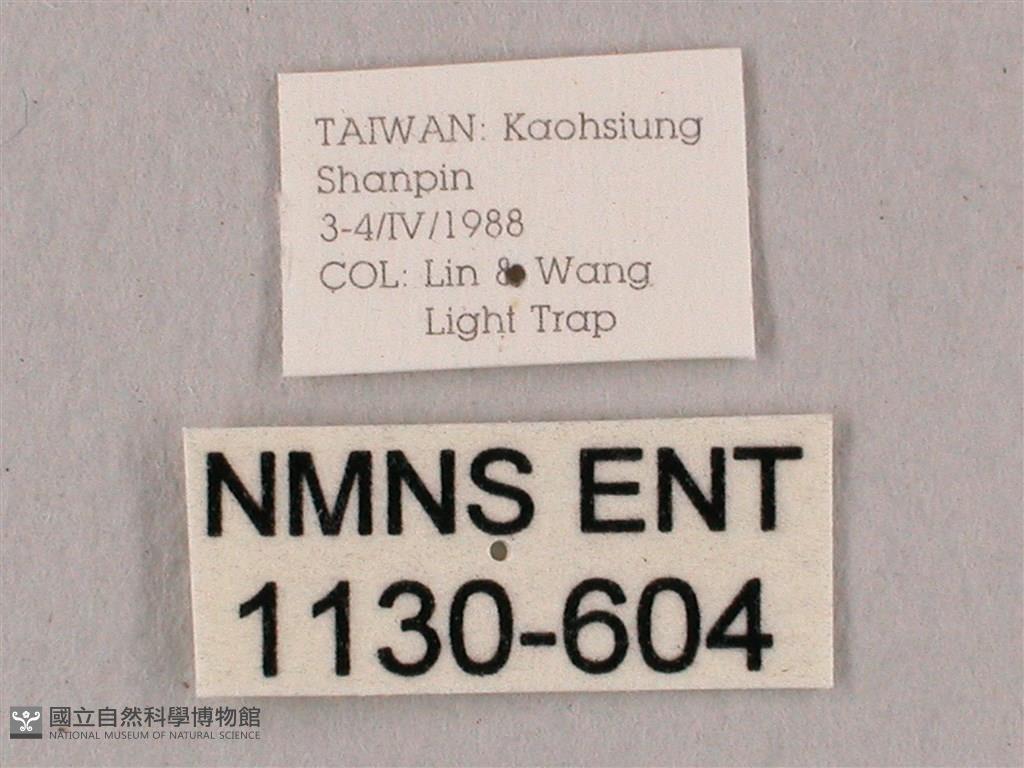 TAIWAN: Kaohsiung
Shanpin
3-4/IV/1988
COL: Lin & Wang
Light Trap
NMNS ENT
1130-604
國立自然科學博物館
NATIONAL MUSEUM OF NATURAL SCIENCE